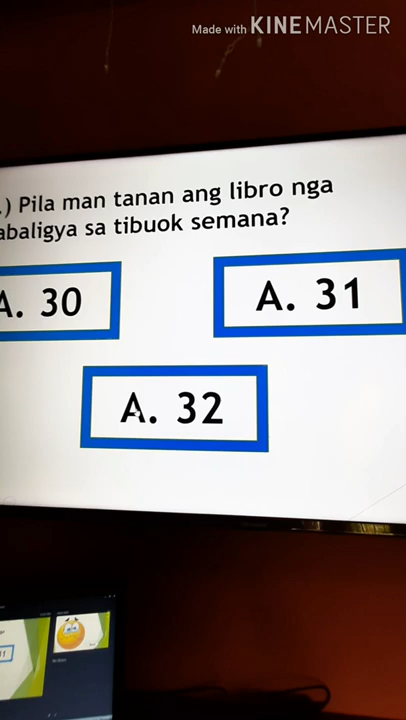 Made with KINEMASTER
.) Pila man tanan ang libro nga
abaligya sa tibuok semana?
A. 30
A. 31
A. 32